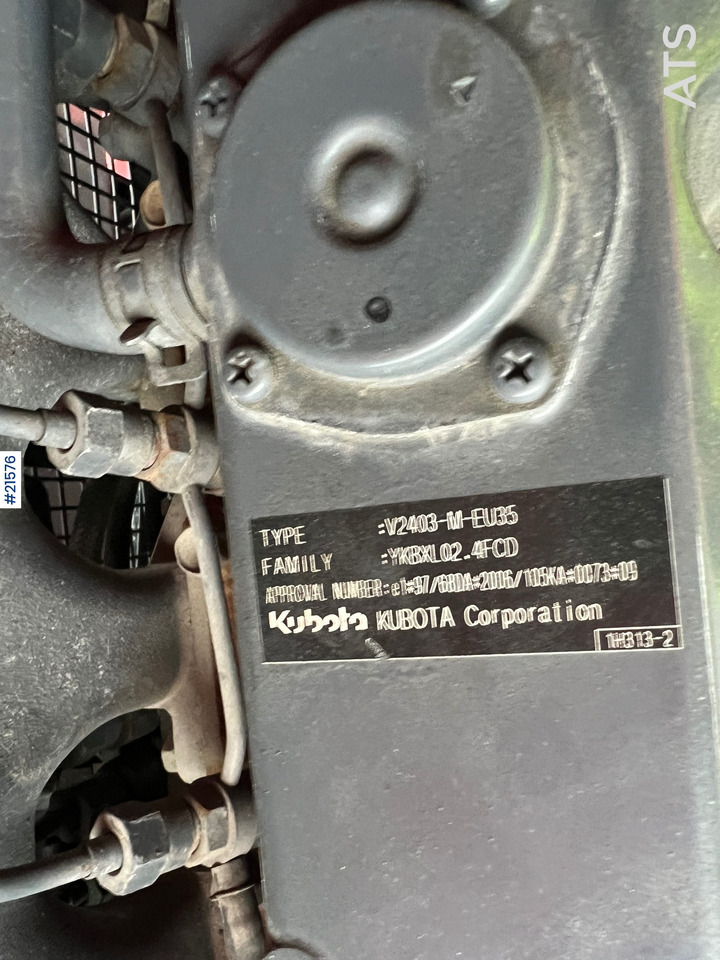 ATS
#21576
TYPE :V2403-M-EU35
FAMILY :YKBXL02.4FCD
APPROVAL NUMBER:e1*97/68DA*2006/105KA*0073*09
Kubota KUBOTA Corporation
1H313-2